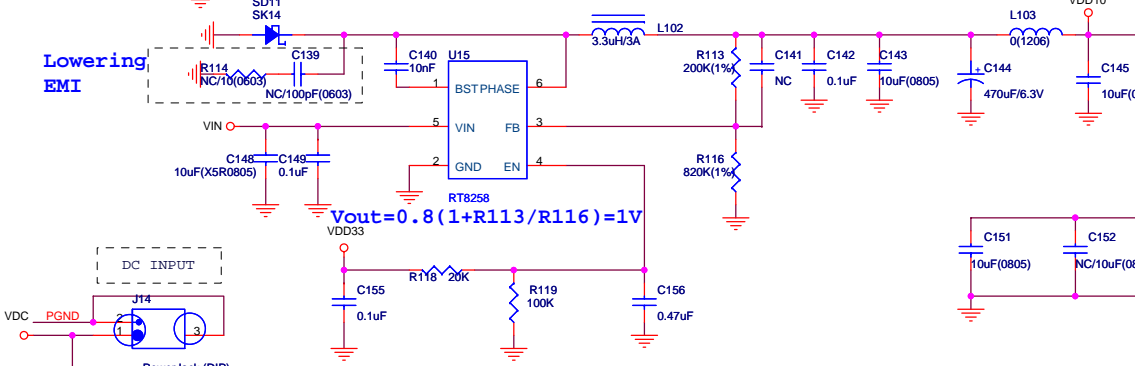 SD11
SK14
VDD10
L102
3.3uH/3A
L103
0(1206)
Lowering
EMI
R114
NC/10(0603)
C139
NC/100pF(0603)
C140
10nF
U15
1
BST
PHASE
6
5
VIN
FB
3
2
GND
EN
4
RT8258
R113
200K(1%)
C141
NC
C142
0.1uF
C143
10uF(0805)
+
C144
470uF/6.3V
C145
VIN
C148
10uF(X5R0805)
C149
0.1uF
R116
820K(1%)
Vout=0.8(1+R113/R116)=1V
VDD33
R118
20K
C155
0.1uF
R119
100K
C156
0.47uF
C151
10uF(0805)
C152
DC INPUT
J14
VDC
PGND
2
1
3